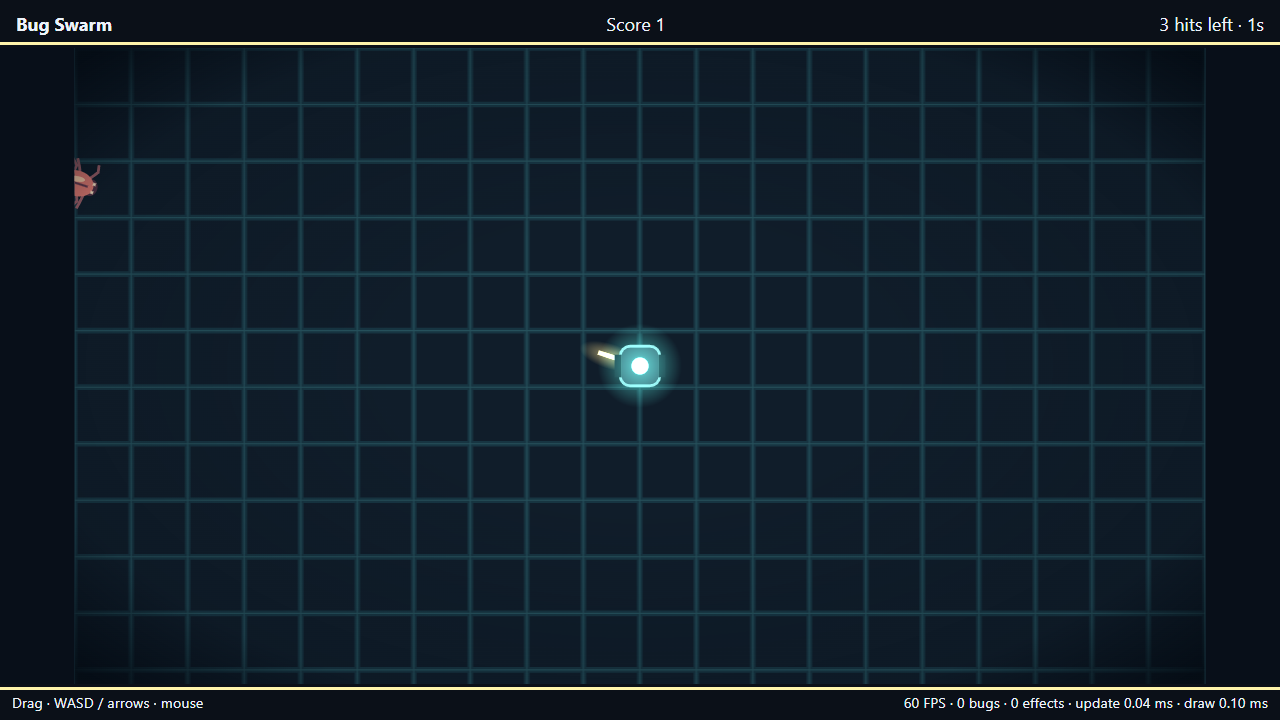 Bug Swarm
Score 1
3 hits left · 1s
Drag · WASD / arrows · mouse
60 FPS · 0 bugs · 0 effects · update 0.04 ms · draw 0.10 ms